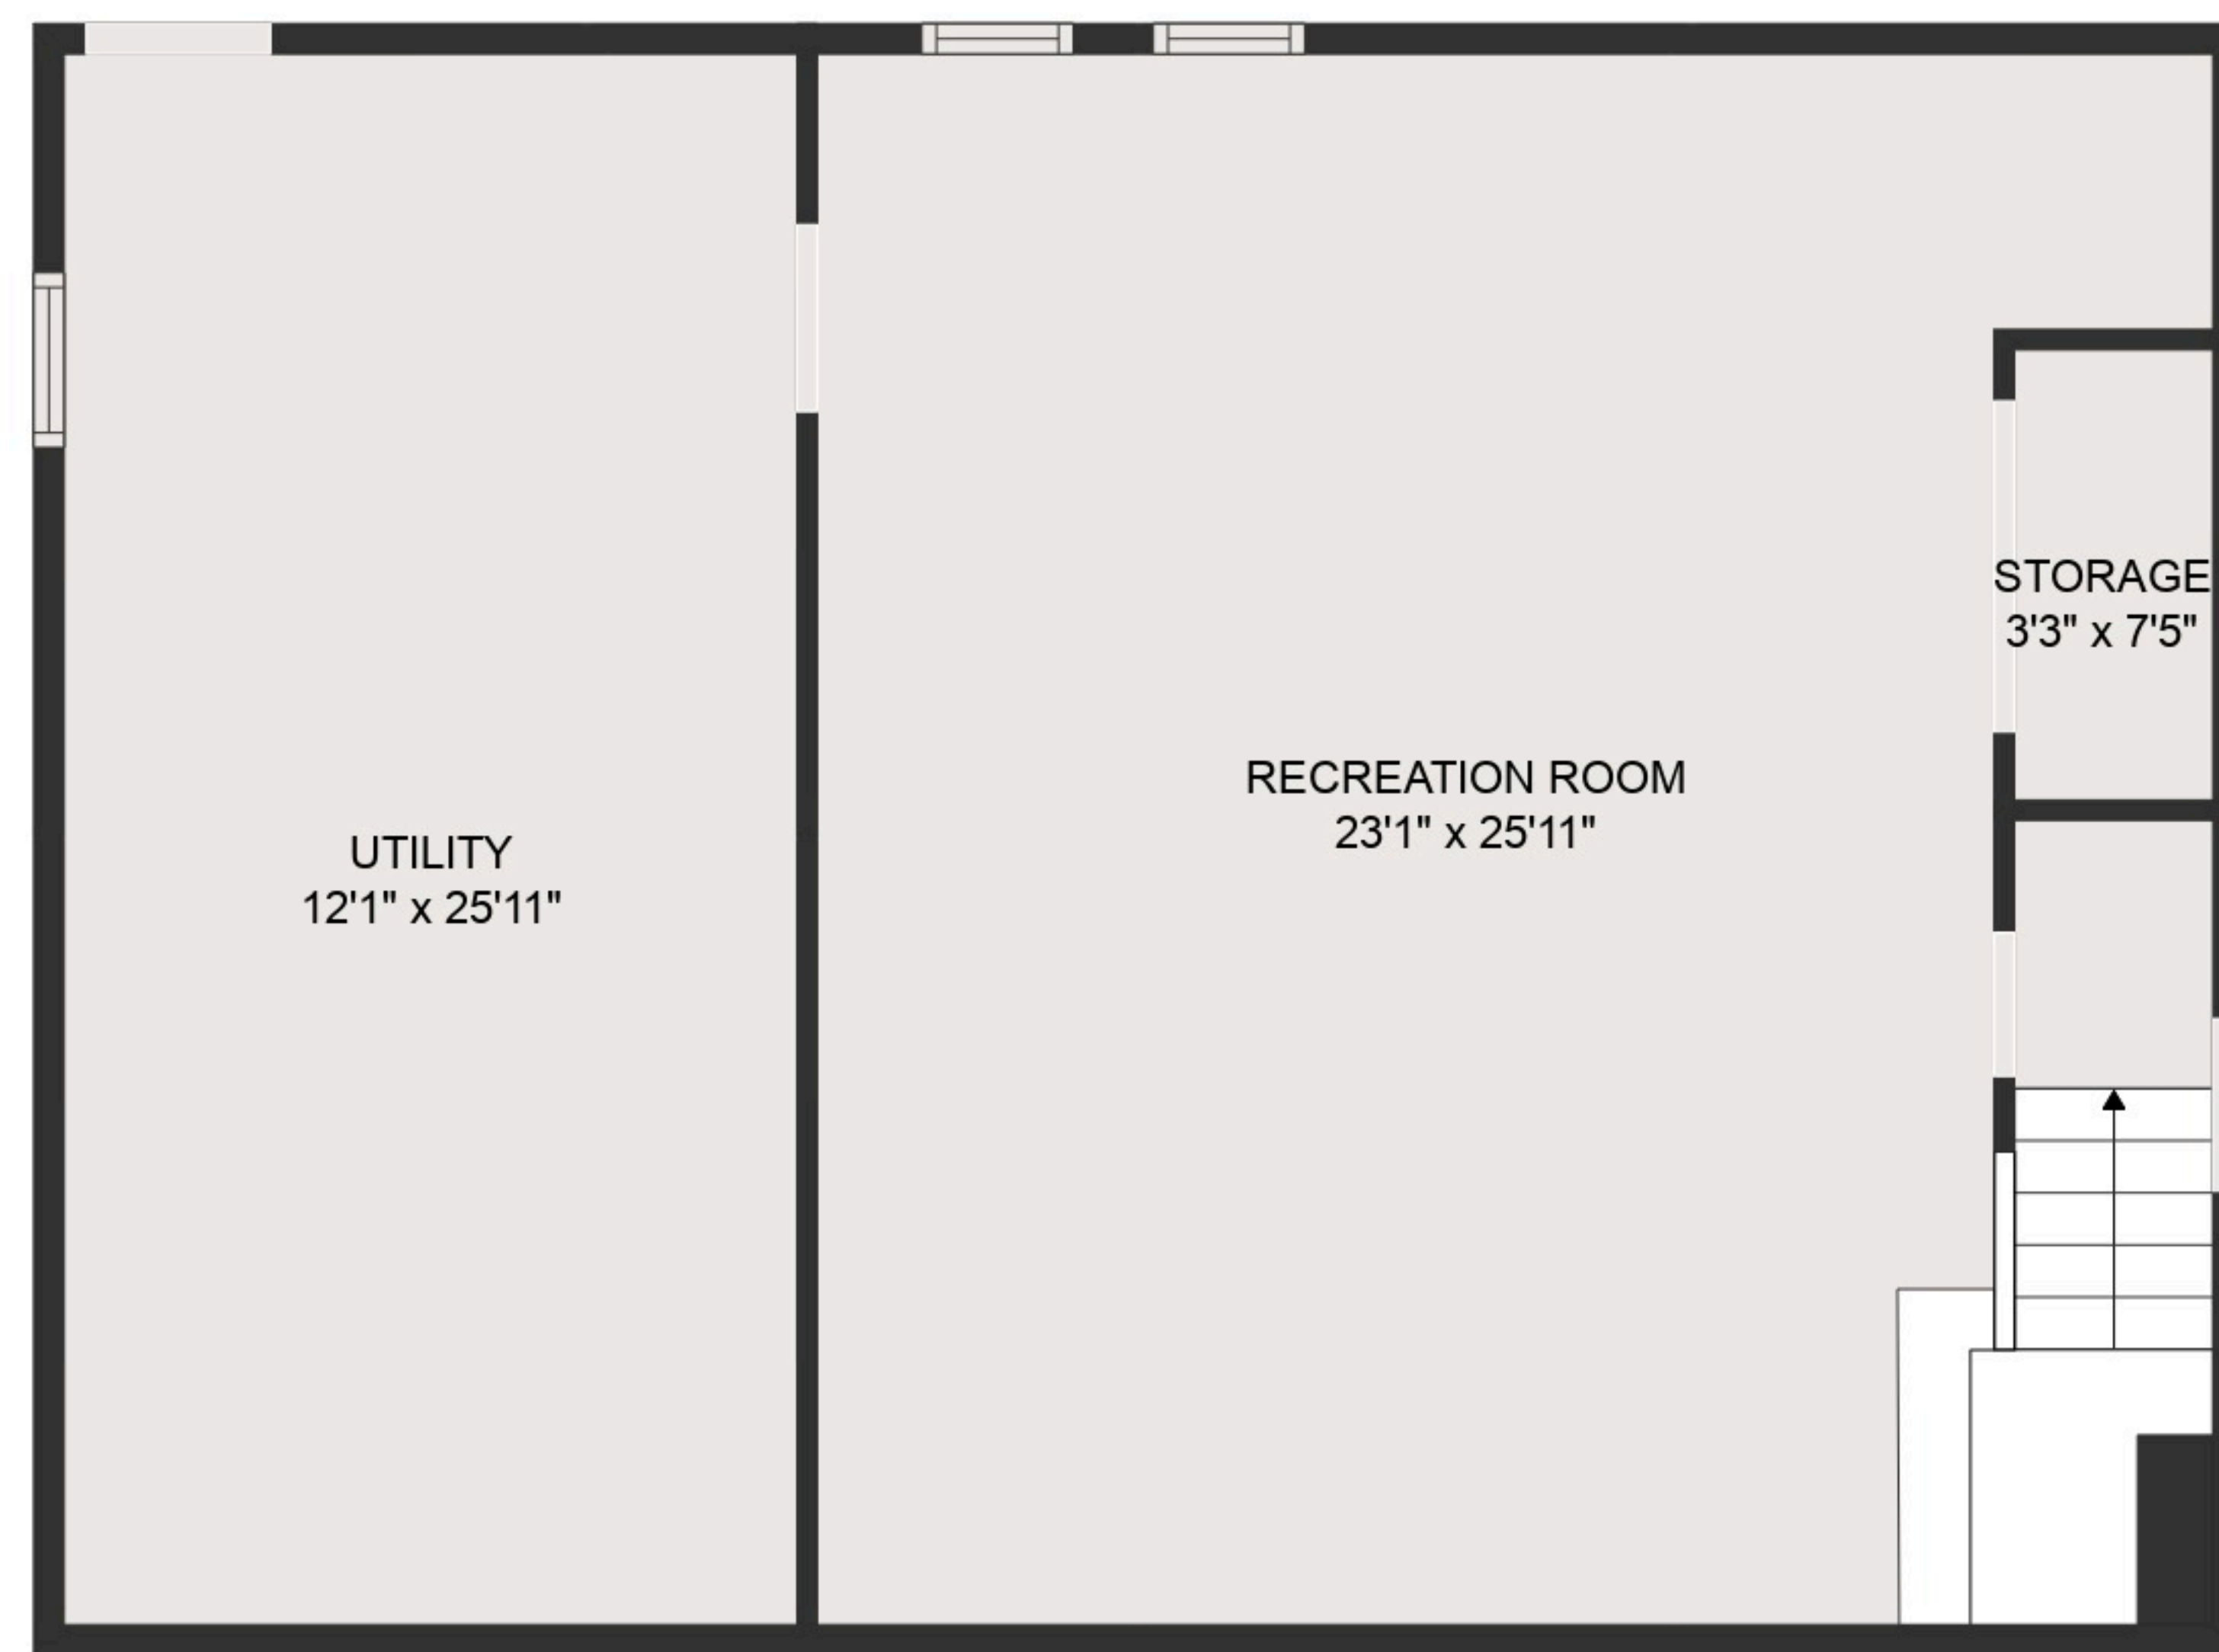 STORAGE
3'3" x 7'5"
RECREATION ROOM
23'1" x 25'11"
UTILITY
12'1" x 25'11"